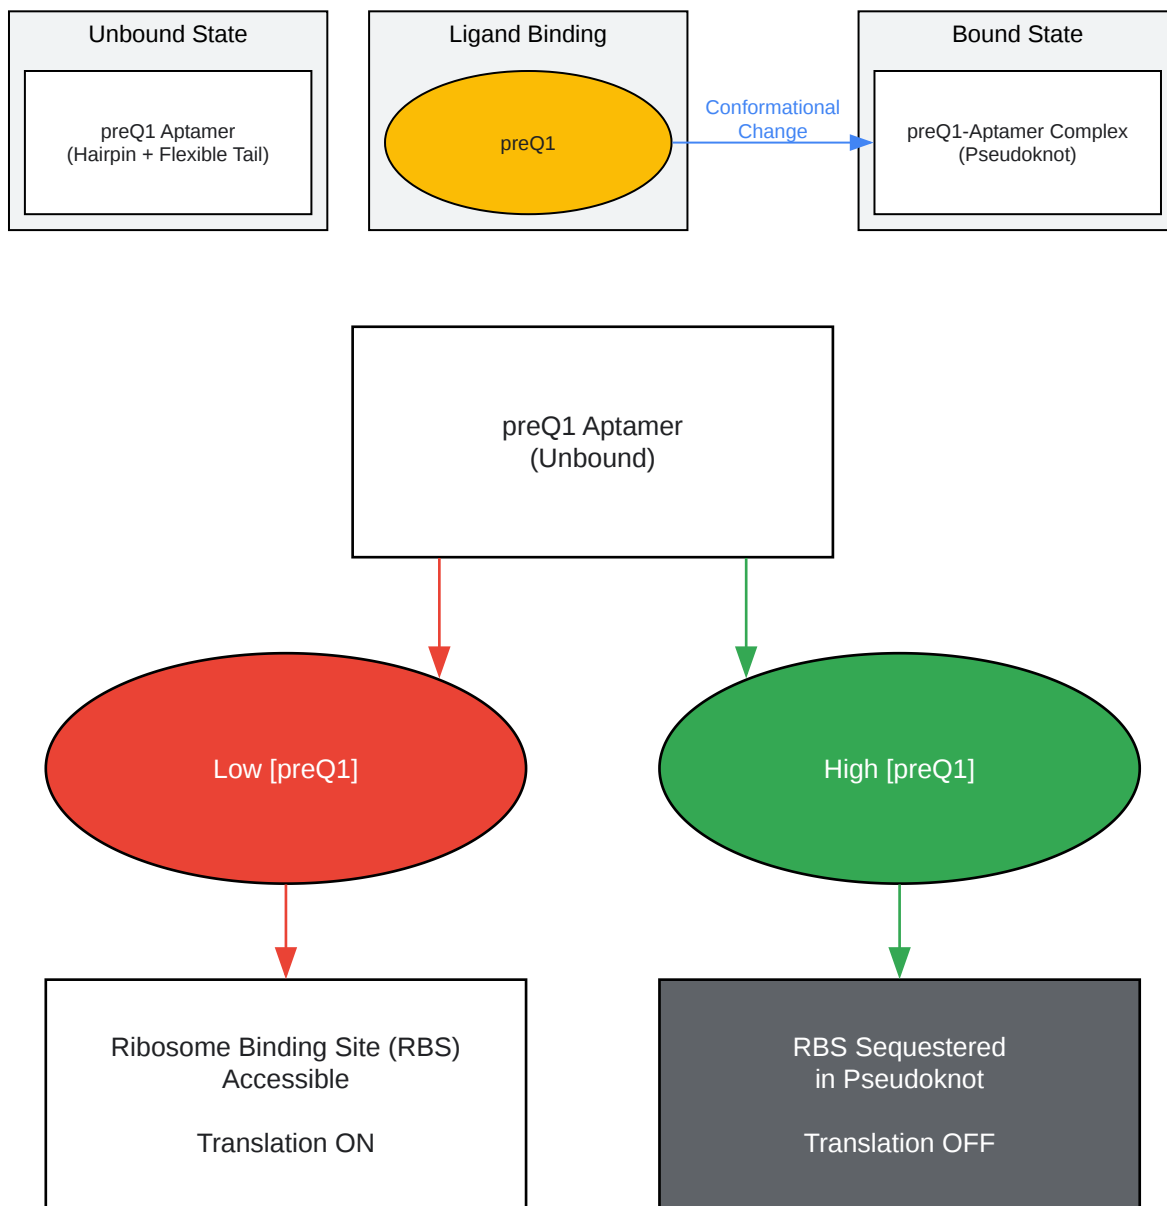 Unbound State
preQ1 Aptamer
(Hairpin + Flexible Tail)
Ligand Binding
preQ1
Conformational
Change
Bound State
preQ1-Aptamer Complex
(Pseudoknot)
preQ1 Aptamer
(Unbound)
Low [preQ1]
High [preQ1]
Ribosome Binding Site (RBS)
Accessible
Translation ON
RBS Sequestered
in Pseudoknot
Translation OFF